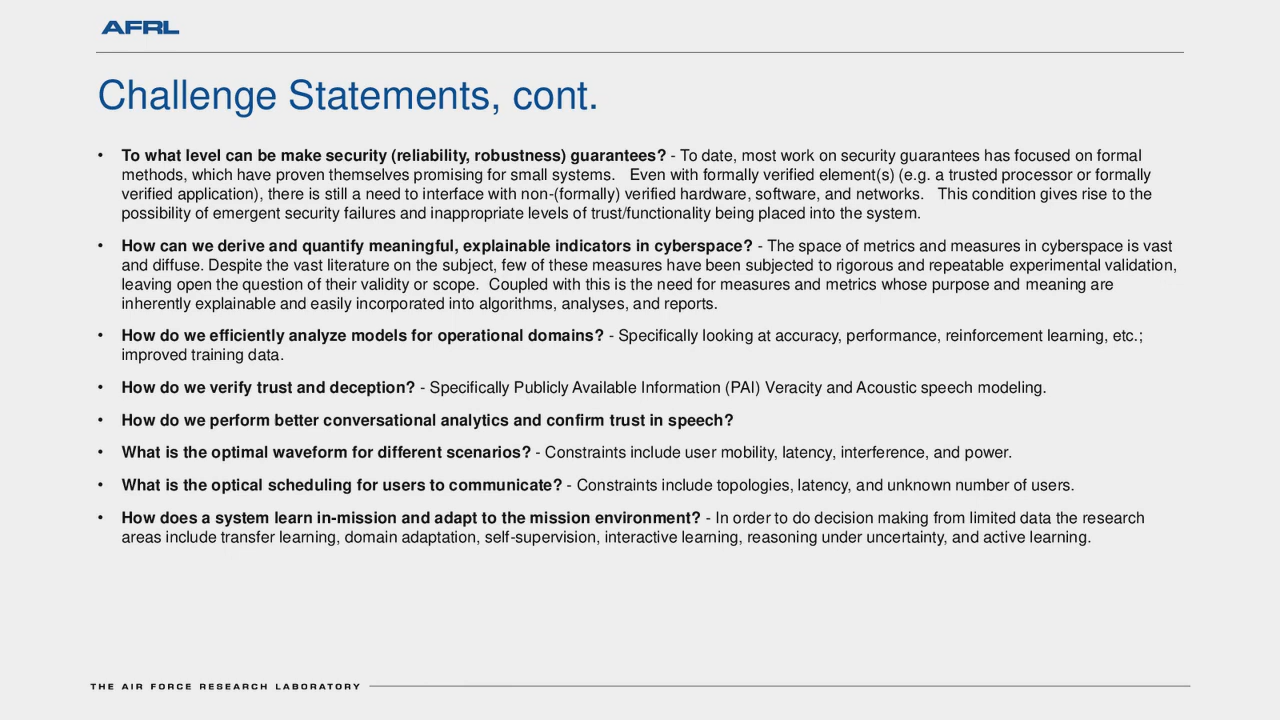 AFRL
Challenge Statements, cont.
• To what level can be make security (reliability, robustness) guarantees? - To date, most work on security guarantees has focused on formal
methods, which have proven themselves promising for small systems.   Even with formally verified element(s) (e.g. a trusted processor or formally
verified application), there is still a need to interface with non-(formally) verified hardware, software, and networks.   This condition gives rise to the
possibility of emergent security failures and inappropriate levels of trust/functionality being placed into the system.
• How can we derive and quantify meaningful, explainable indicators in cyberspace? - The space of metrics and measures in cyberspace is vast
and diffuse. Despite the vast literature on the subject, few of these measures have been subjected to rigorous and repeatable experimental validation,
leaving open the question of their validity or scope.  Coupled with this is the need for measures and metrics whose purpose and meaning are
inherently explainable and easily incorporated into algorithms, analyses, and reports.
• How do we efficiently analyze models for operational domains? - Specifically looking at accuracy, performance, reinforcement learning, etc.;
improved training data.
• How do we verify trust and deception? - Specifically Publicly Available Information (PAI) Veracity and Acoustic speech modeling.
• How do we perform better conversational analytics and confirm trust in speech?
• What is the optimal waveform for different scenarios? - Constraints include user mobility, latency, interference, and power.
• What is the optical scheduling for users to communicate? - Constraints include topologies, latency, and unknown number of users.
• How does a system learn in-mission and adapt to the mission environment? - In order to do decision making from limited data the research
areas include transfer learning, domain adaptation, self-supervision, interactive learning, reasoning under uncertainty, and active learning.
THE AIR FORCE RESEARCH LABORATORY